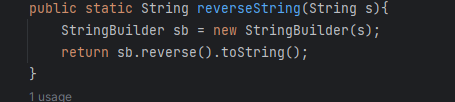 public static String reverseString(String s){
StringBuilder sb = new StringBuilder(s);
return sb.reverse().toString();
}
1 usage